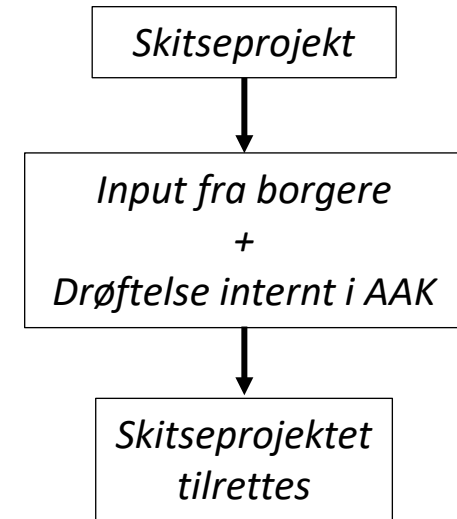 Skitseprojekt
Input fra borgere
+
Drøftelse internt i AAK
Skitseprojektet
tilrettes